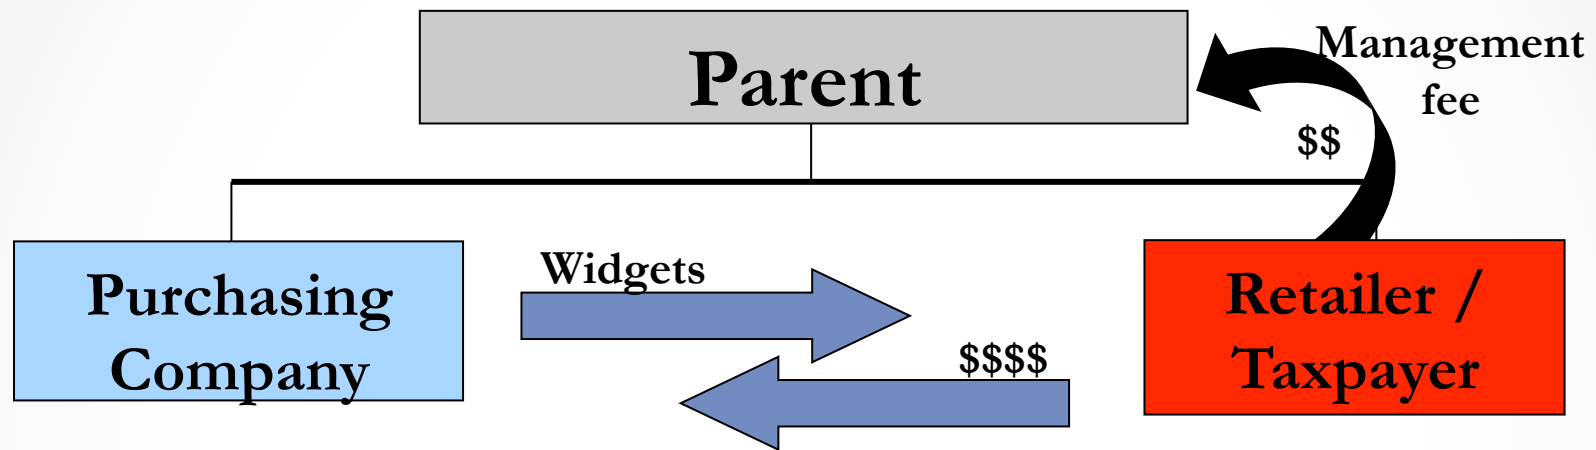 Parent
Management
fee
$$
Purchasing
Company
Widgets
$$$$
Retailer /
Taxpayer